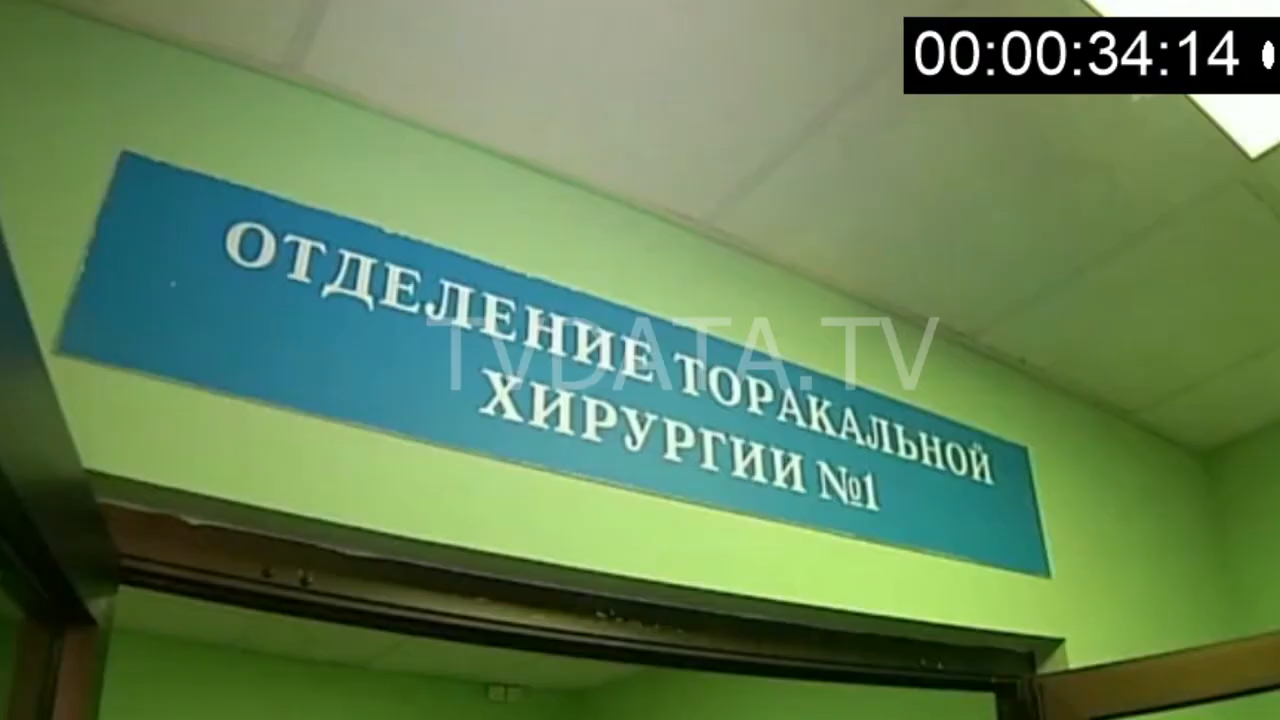 00:00:34:14
ОТДЕЛЕНИЕ ТОРАКАЛЬНОЙ
ХИРУРГИИ №1
TVDATA.TV